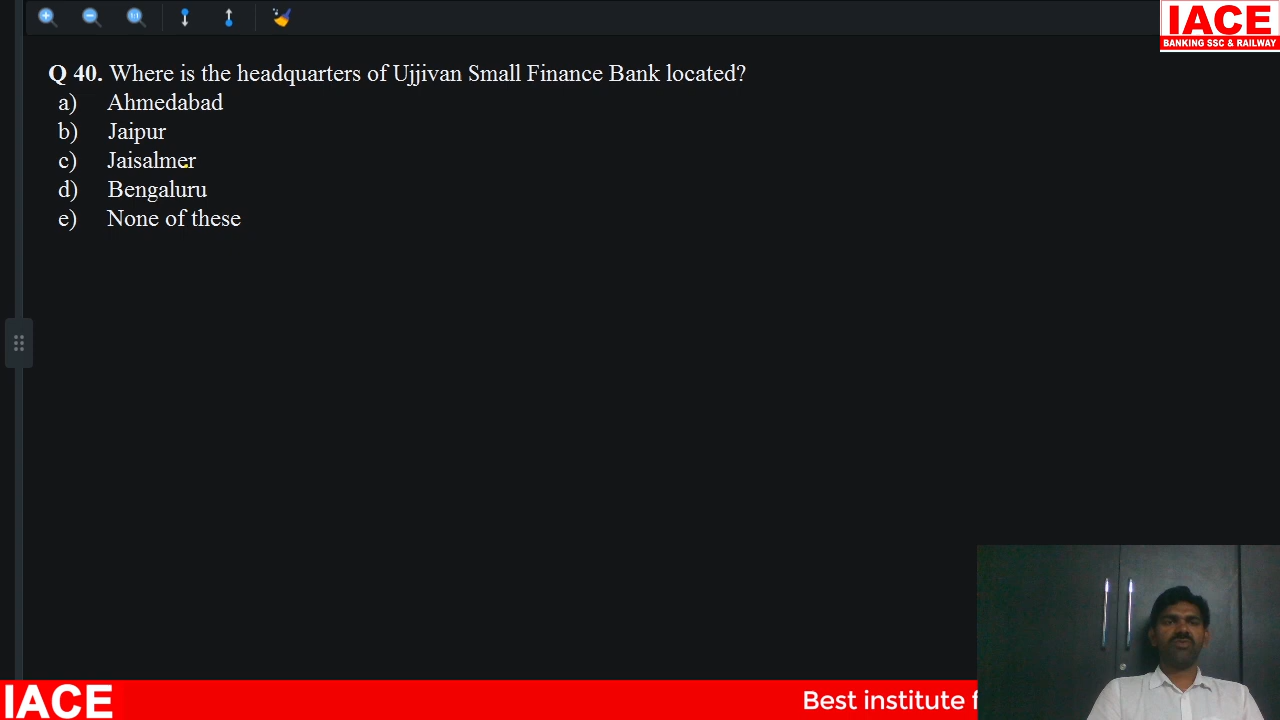 IACE
BANKING SSC & RAILWAY
Q 40. Where is the headquarters of Ujjivan Small Finance Bank located?
a) Ahmedabad
b) Jaipur
c) Jaisalmer
d) Bengaluru
e) None of these
IACE
Best institute f